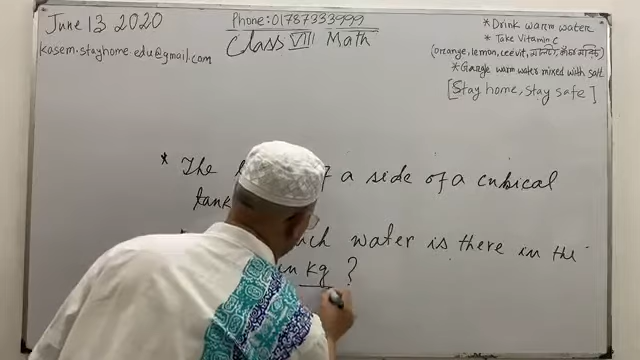 June 13 2020
kasem.stayhome.edu@gmail.com
Phone: 01787333999
Class VIII Math
* Drink warm water
* Take Vitamin C
(orange, lemon, ceevit,
* Gargle warm water mixed with salt
[Stay home, Stay safe]
* The a side of a cubical
tank
water is there in the
in kg ?